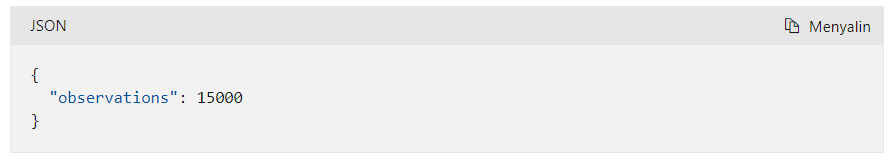 JSON
Menyalin
{
"observations": 15000
}